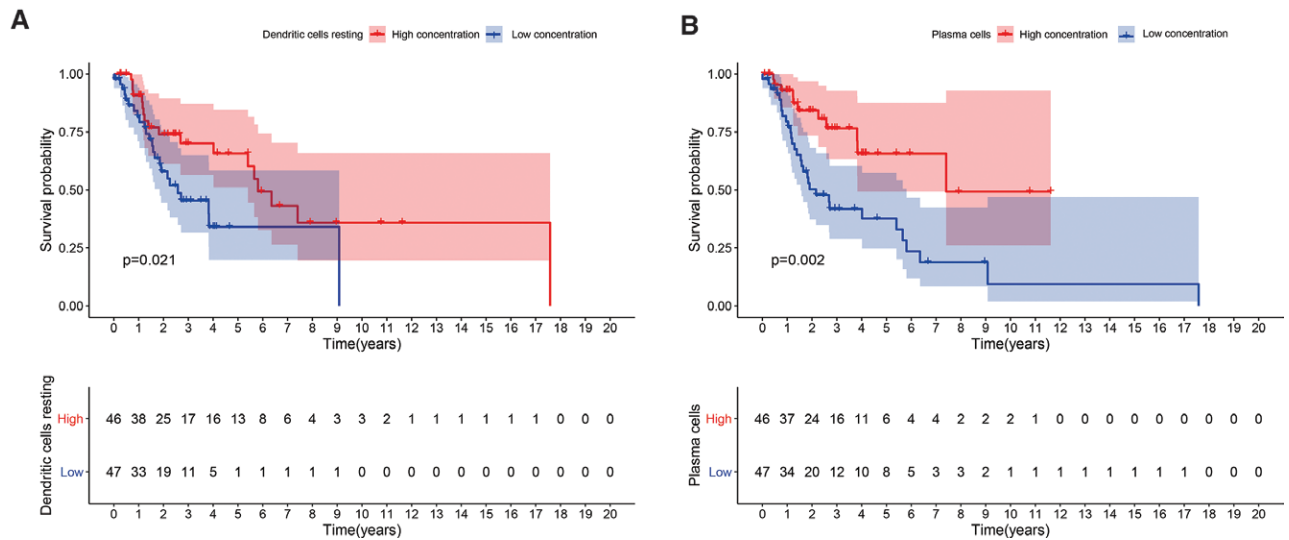 A
Dendritic cells resting High concentration Low concentration
1.00
0.75
0.50
0.25
0.00
Survival probability
p=0.021
0 1 2 3 4 5 6 7 8 9 10 11 12 13 14 15 16 17 18 19 20
Time(years)
Dendritic cells resting
High 46 38 25 17 16 13 8 6 4 3 3 2 1 1 1 1 1 1 0 0 0
Low 47 33 19 11 5 1 1 1 1 1 0 0 0 0 0 0 0 0 0 0 0
0 1 2 3 4 5 6 7 8 9 10 11 12 13 14 15 16 17 18 19 20
Time(years)
B
Plasma cells High concentration Low concentration
1.00
0.75
0.50
0.25
0.00
Survival probability
p=0.002
0 1 2 3 4 5 6 7 8 9 10 11 12 13 14 15 16 17 18 19 20
Time(years)
Plasma cells
High 46 37 24 16 11 6 4 4 2 2 2 1 0 0 0 0 0 0 0 0 0
Low 47 34 20 12 10 8 5 3 3 2 1 1 1 1 1 1 1 1 0 0 0
0 1 2 3 4 5 6 7 8 9 10 11 12 13 14 15 16 17 18 19 20
Time(years)